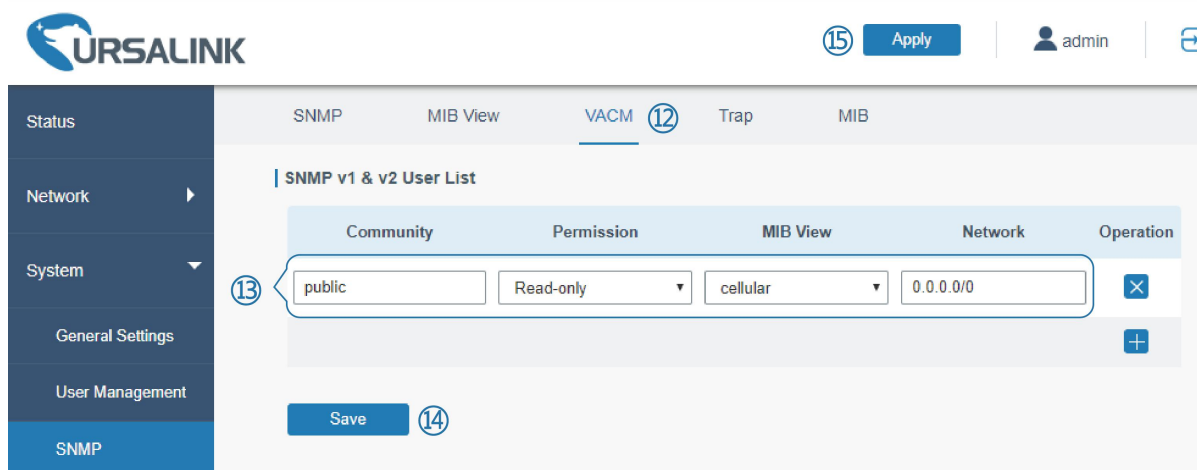 URSALINK
⑮ Apply admin
Status
SNMP MIB View VACM ⑫ Trap MIB
SNMP v1 & v2 User List
Network
Community Permission MIB View Network Operation
System
⑬ public Read-only cellular 0.0.0.0/0
General Settings
User Management
Save ⑭
SNMP